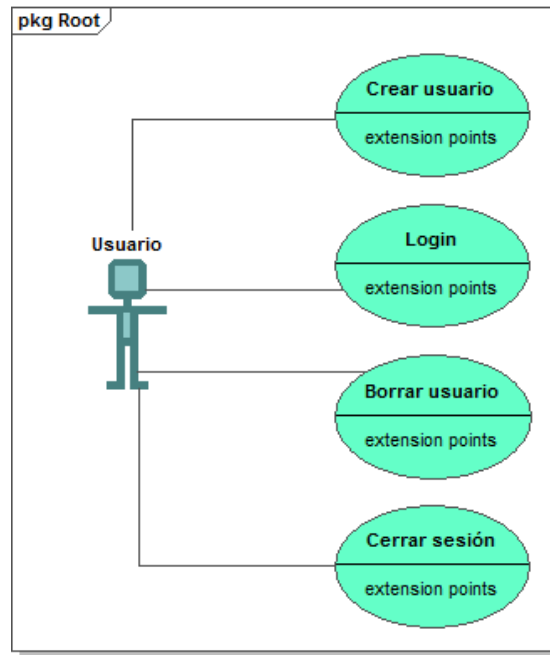 pkg Root
Crear usuario
extension points
Usuario
Login
extension points
Borrar usuario
extension points
Cerrar sesión
extension points